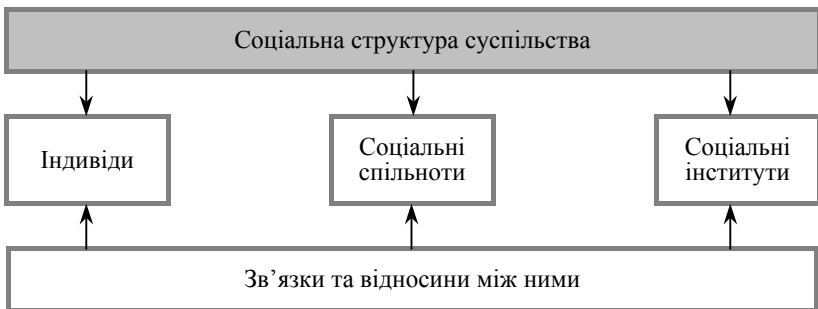 Соціальна структура суспільства
Індивіди
Соціальні
спільноти
Соціальні
інститути
Зв’язки та відносини між ними